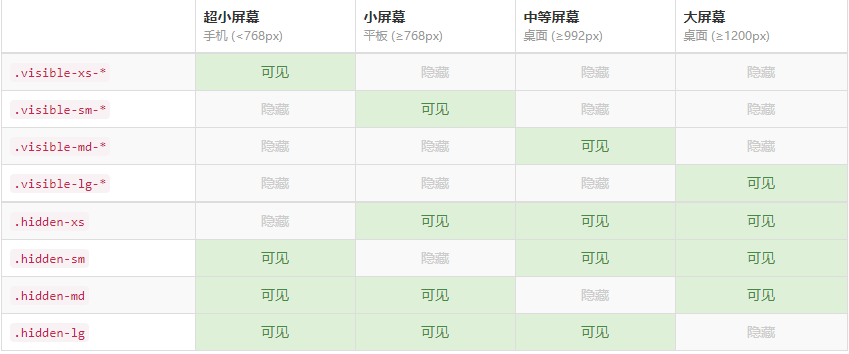 超小屏幕 小屏幕 中等屏幕 大屏幕
手机 (<768px) 平板 (≥768px) 桌面 (≥992px) 桌面 (≥1200px)
.visible-xs-* 可见 隐藏 隐藏 隐藏
.visible-sm-* 隐藏 可见 隐藏 隐藏
.visible-md-* 隐藏 隐藏 可见 隐藏
.visible-lg-* 隐藏 隐藏 隐藏 可见
.hidden-xs 隐藏 可见 可见 可见
.hidden-sm 可见 隐藏 可见 可见
.hidden-md 可见 可见 隐藏 可见
.hidden-lg 可见 可见 可见 隐藏